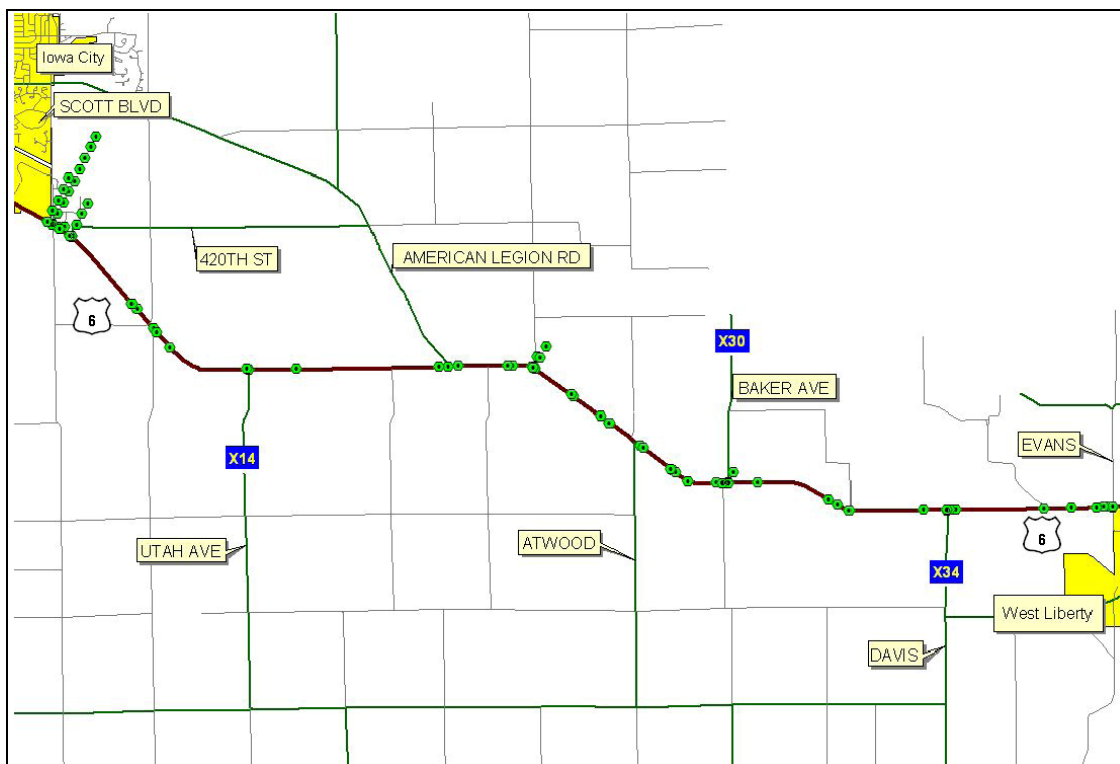 Iowa City
SCOTT BLVD
420TH ST
AMERICAN LEGION RD
6
X30
BAKER AVE
EVANS
X14
UTAH AVE
ATWOOD
6
X34
West Liberty
DAVIS